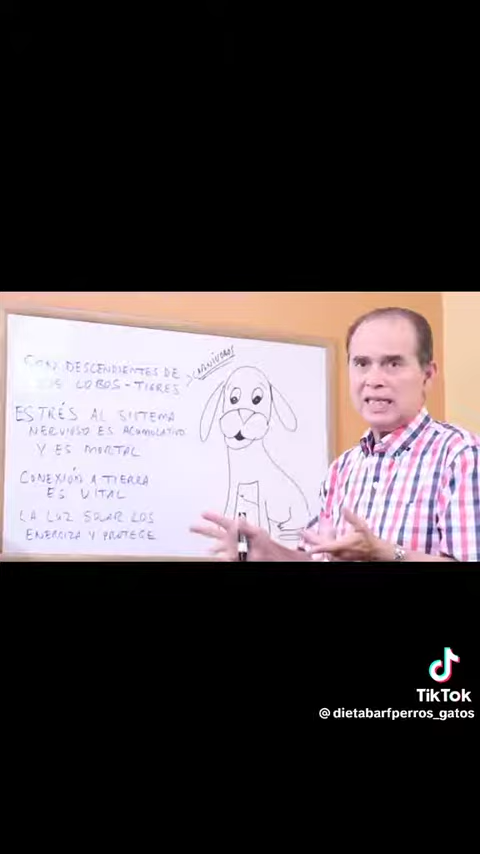 SON DESCENDIENTES DE
LOS LOBOS - TIGRES
CARNÍVOROS
ESTRÉS AL SISTEMA
NERVIOSO ES ACUMULATIVO
Y ES MORTAL
CONEXIÓN A TIERRA
ES VITAL
LA LUZ SOLAR LOS
ENERGIZA Y PROTEGE
TikTok
@ dietabarfperros_gatos